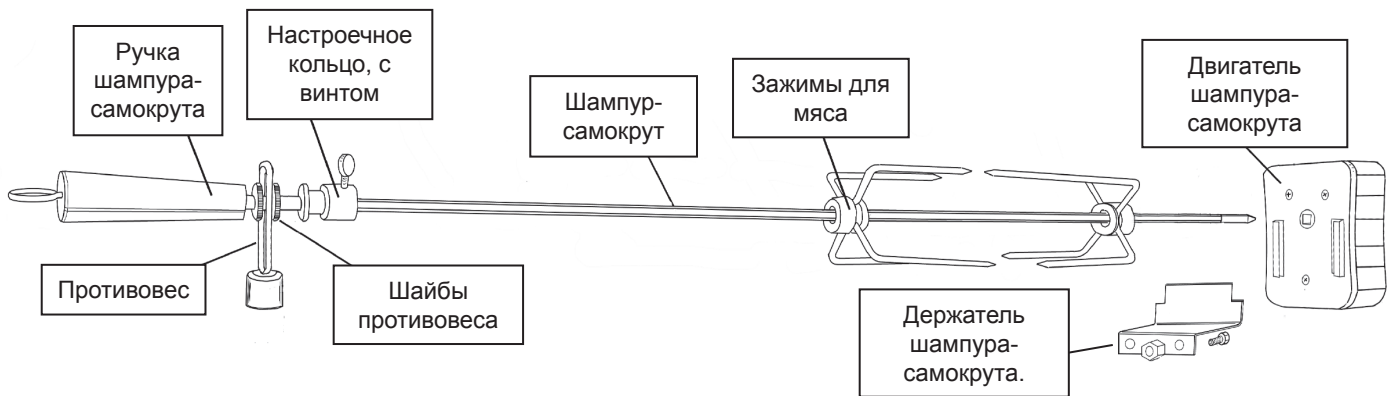 Ручка
шампура-
самокрута
Настроечное
кольцо, с
винтом
Шампур-
самокрут
Зажимы для
мяса
Двигатель
шампура-
самокрута
Противовес
Шайбы
противовеса
Держатель
шампура-
самокрута.